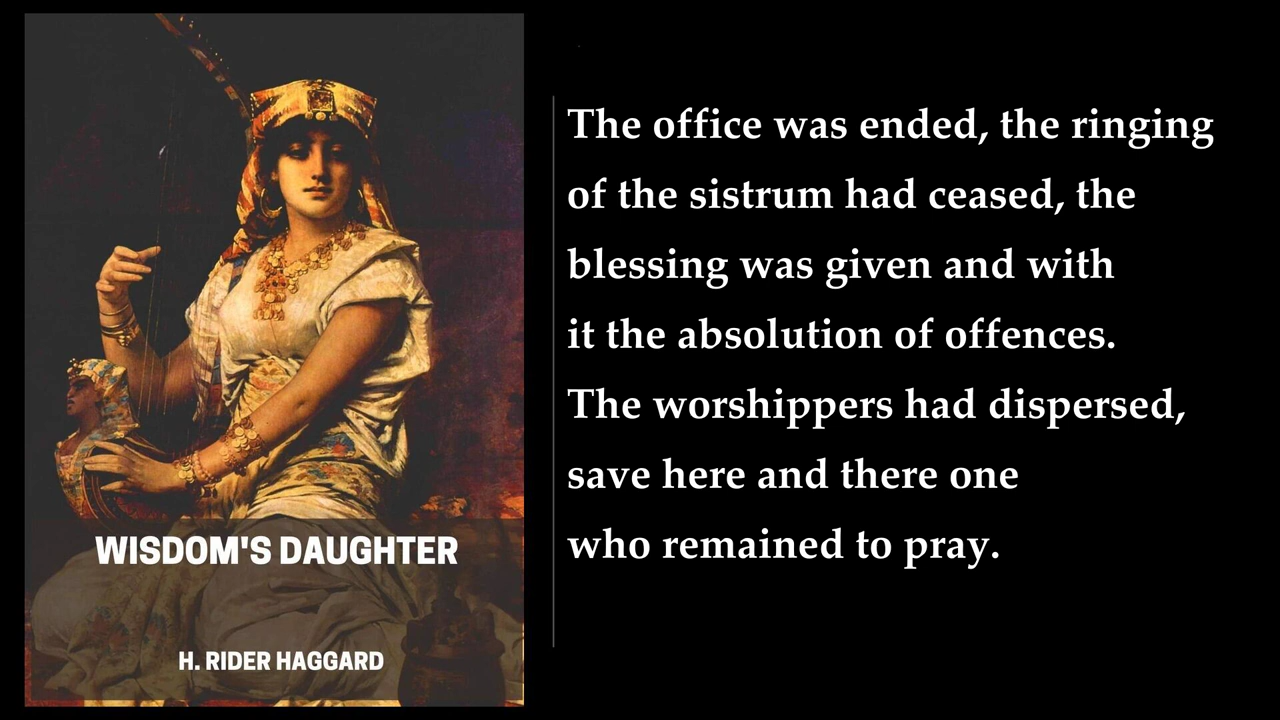 WISDOM'S DAUGHTER
H. RIDER HAGGARD
The office was ended, the ringing
of the sistrum had ceased, the
blessing was given and with
it the absolution of offences.
The worshippers had dispersed,
save here and there one
who remained to pray.